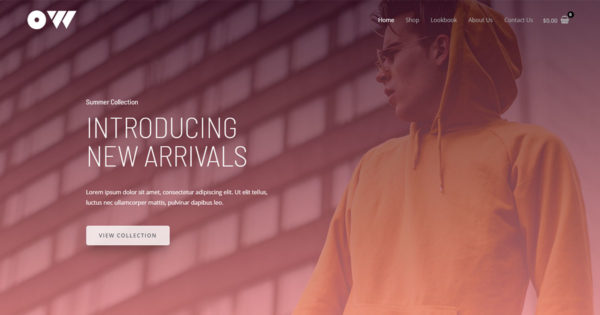 OW
Home Shop Lookbook About Us Contact Us $0.00 0
Summer Collection
INTRODUCING
NEW ARRIVALS
Lorem ipsum dolor sit amet, consectetur adipiscing elit. Ut elit tellus,
luctus nec ullamcorper mattis, pulvinar dapibus leo.
VIEW COLLECTION